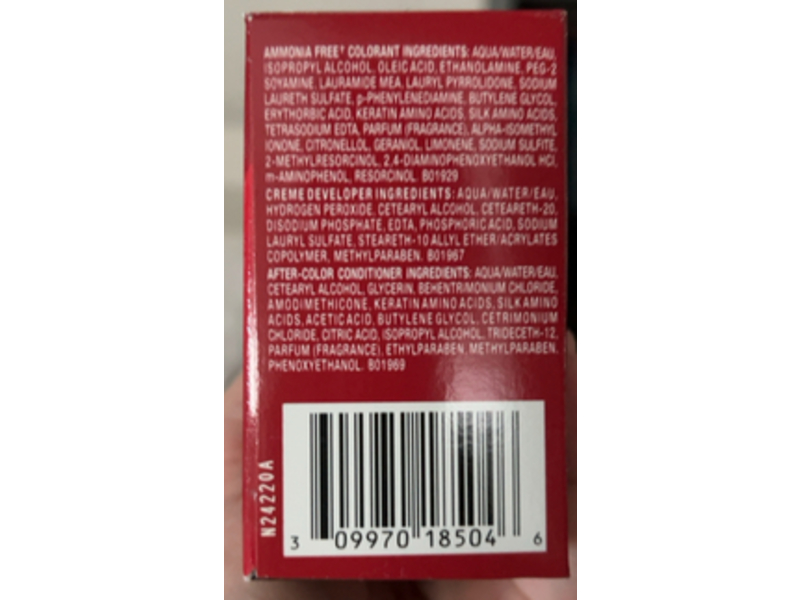 AMMONIA FREE* COLORANT INGREDIENTS: AQUA/WATER/EAU,
ISOPROPYL ALCOHOL, OLEIC ACID, ETHANOLAMINE, PEG-2
SOYAMINE, LAURAMIDE MEA, LAURYL PYRROLIDONE, SODIUM
LAURETH SULFATE, p-PHENYLENEDIAMINE, BUTYLENE GLYCOL,
ERYTHORBIC ACID, KERATIN AMINO ACIDS, SILK AMINO ACIDS,
TETRASODIUM EDTA, PARFUM (FRAGRANCE), ALPHA-ISOMETHYL
IONONE, CITRONELLOL, GERANIOL, LIMONENE, SODIUM SULFITE,
2-METHYLRESORCINOL, 2,4-DIAMINOPHENOXYETHANOL HCl,
m-AMINOPHENOL, RESORCINOL. B01929
CREME DEVELOPER INGREDIENTS: AQUA/WATER/EAU,
HYDROGEN PEROXIDE, CETEARYL ALCOHOL, CETEARETH-20,
DISODIUM PHOSPHATE, EDTA, PHOSPHORIC ACID, SODIUM
LAURYL SULFATE, STEARETH-10 ALLYL ETHER/ACRYLATES
COPOLYMER, METHYLPARABEN. B01967
AFTER-COLOR CONDITIONER INGREDIENTS: AQUA/WATER/EAU,
CETEARYL ALCOHOL, GLYCERIN, BEHENTRIMONIUM CHLORIDE,
AMODIMETHICONE, KERATIN AMINO ACIDS, SILK AMINO
ACIDS, ACETIC ACID, BUTYLENE GLYCOL, CETRIMONIUM
CHLORIDE, CITRIC ACID, ISOPROPYL ALCOHOL, TRIDECETH-12,
PARFUM (FRAGRANCE), ETHYLPARABEN, METHYLPARABEN,
PHENOXYETHANOL. B01969
N24220A
3 09970 18504 6